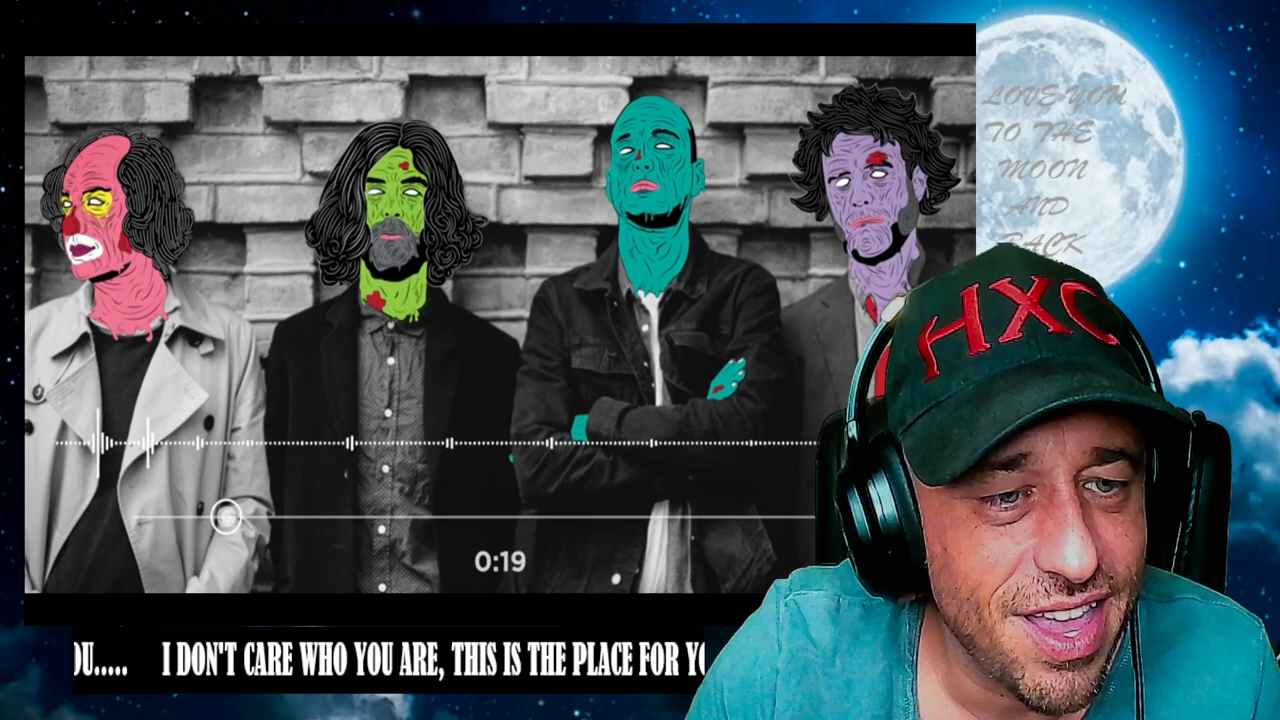 LOVE YOU
TO THE
MOON
AND
BACK
HXC
0:19
OU..... I DON'T CARE WHO YOU ARE, THIS IS THE PLACE FOR YO